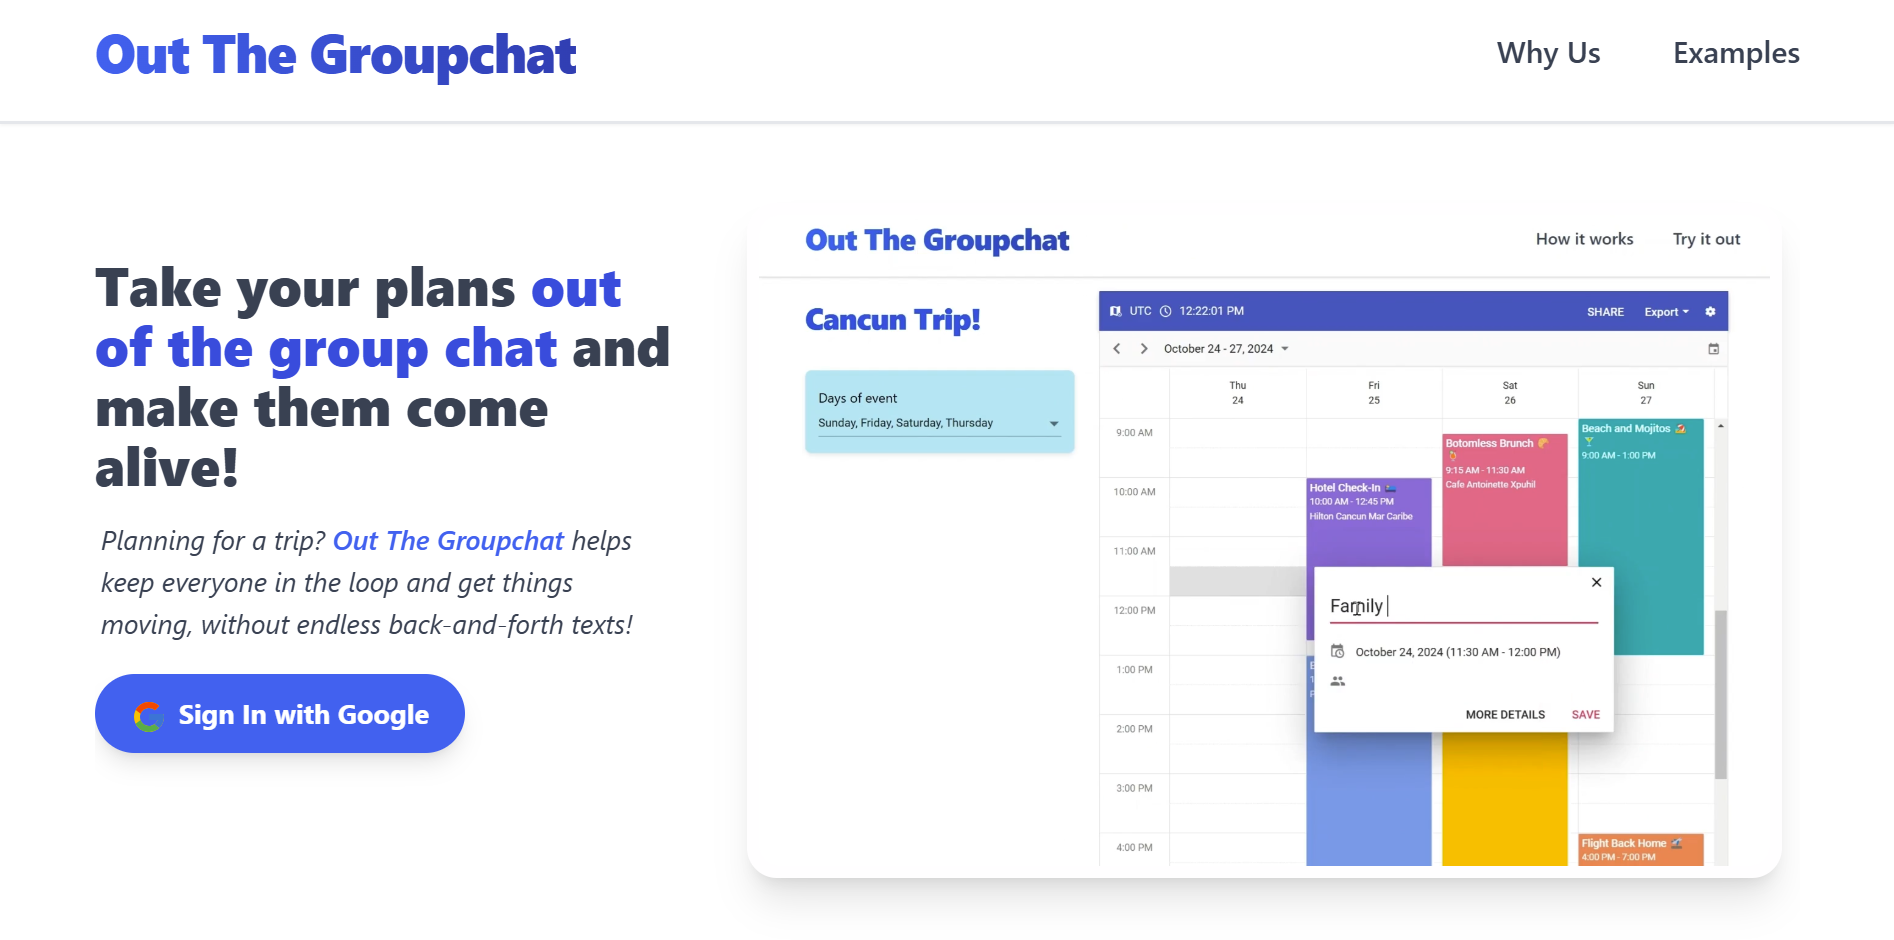 Out The Groupchat
Why Us
Examples
Take your plans out
of the group chat and
make them come
alive!
Planning for a trip? Out The Groupchat helps
keep everyone in the loop and get things
moving, without endless back-and-forth texts!
Sign In with Google
Out The Groupchat
How it works
Try it out
Cancun Trip!
Days of event
Sunday, Friday, Saturday, Thursday
UTC
12:22:01 PM
SHARE
Export
October 24 - 27, 2024
Thu
24
Fri
25
Sat
26
Sun
27
9:00 AM
10:00 AM
11:00 AM
12:00 PM
1:00 PM
2:00 PM
3:00 PM
4:00 PM
Hotel Check-In
10:00 AM - 12:45 PM
Hilton Cancun Mar Caribe
Botomless Brunch
9:15 AM - 11:30 AM
Cafe Antoinette Xpuhil
Beach and Mojitos
9:00 AM - 1:00 PM
Family
October 24, 2024 (11:30 AM - 12:00 PM)
MORE DETAILS
SAVE
Flight Back Home
4:00 PM - 7:00 PM